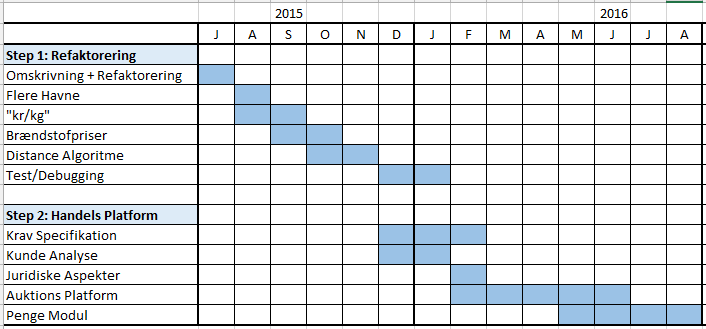 2015 2016
J A S O N D J F M A M J J A
Step 1: Refaktorering
Omskrivning + Refaktorering
Flere Havne
"kr/kg"
Brændstofpriser
Distance Algoritme
Test/Debugging
Step 2: Handels Platform
Krav Specifikation
Kunde Analyse
Juridiske Aspekter
Auktions Platform
Penge Modul